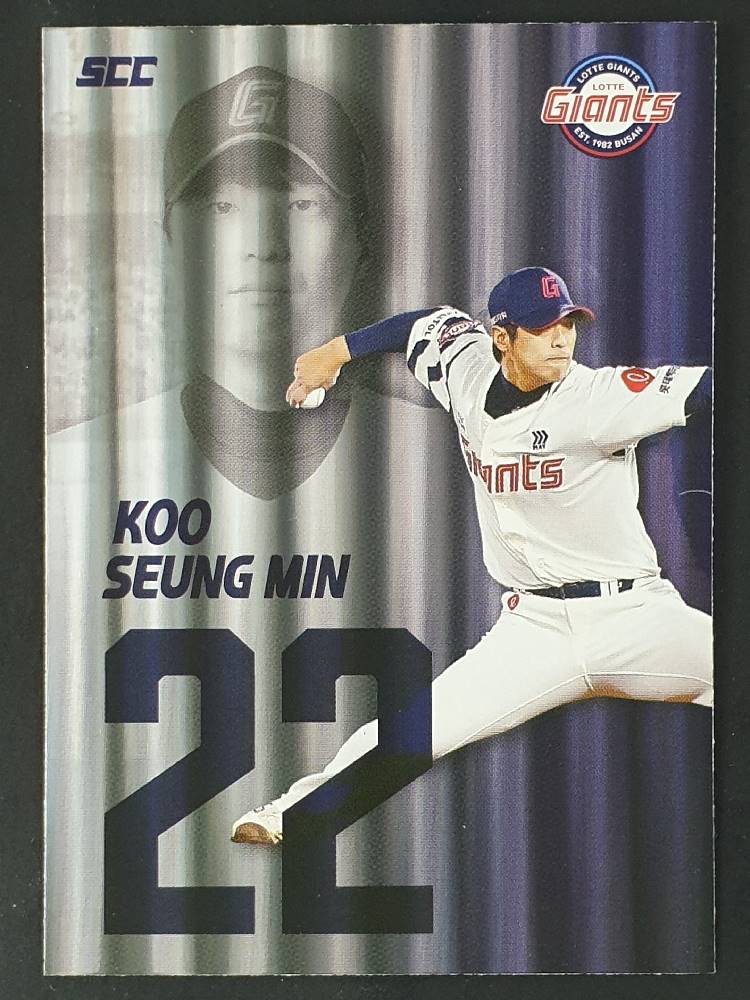 SCC
LOTTE GIANTS
LOTTE
Giants
EST. 1982 BUSAN
G
G
Giants
KOO
SEUNG MIN
22